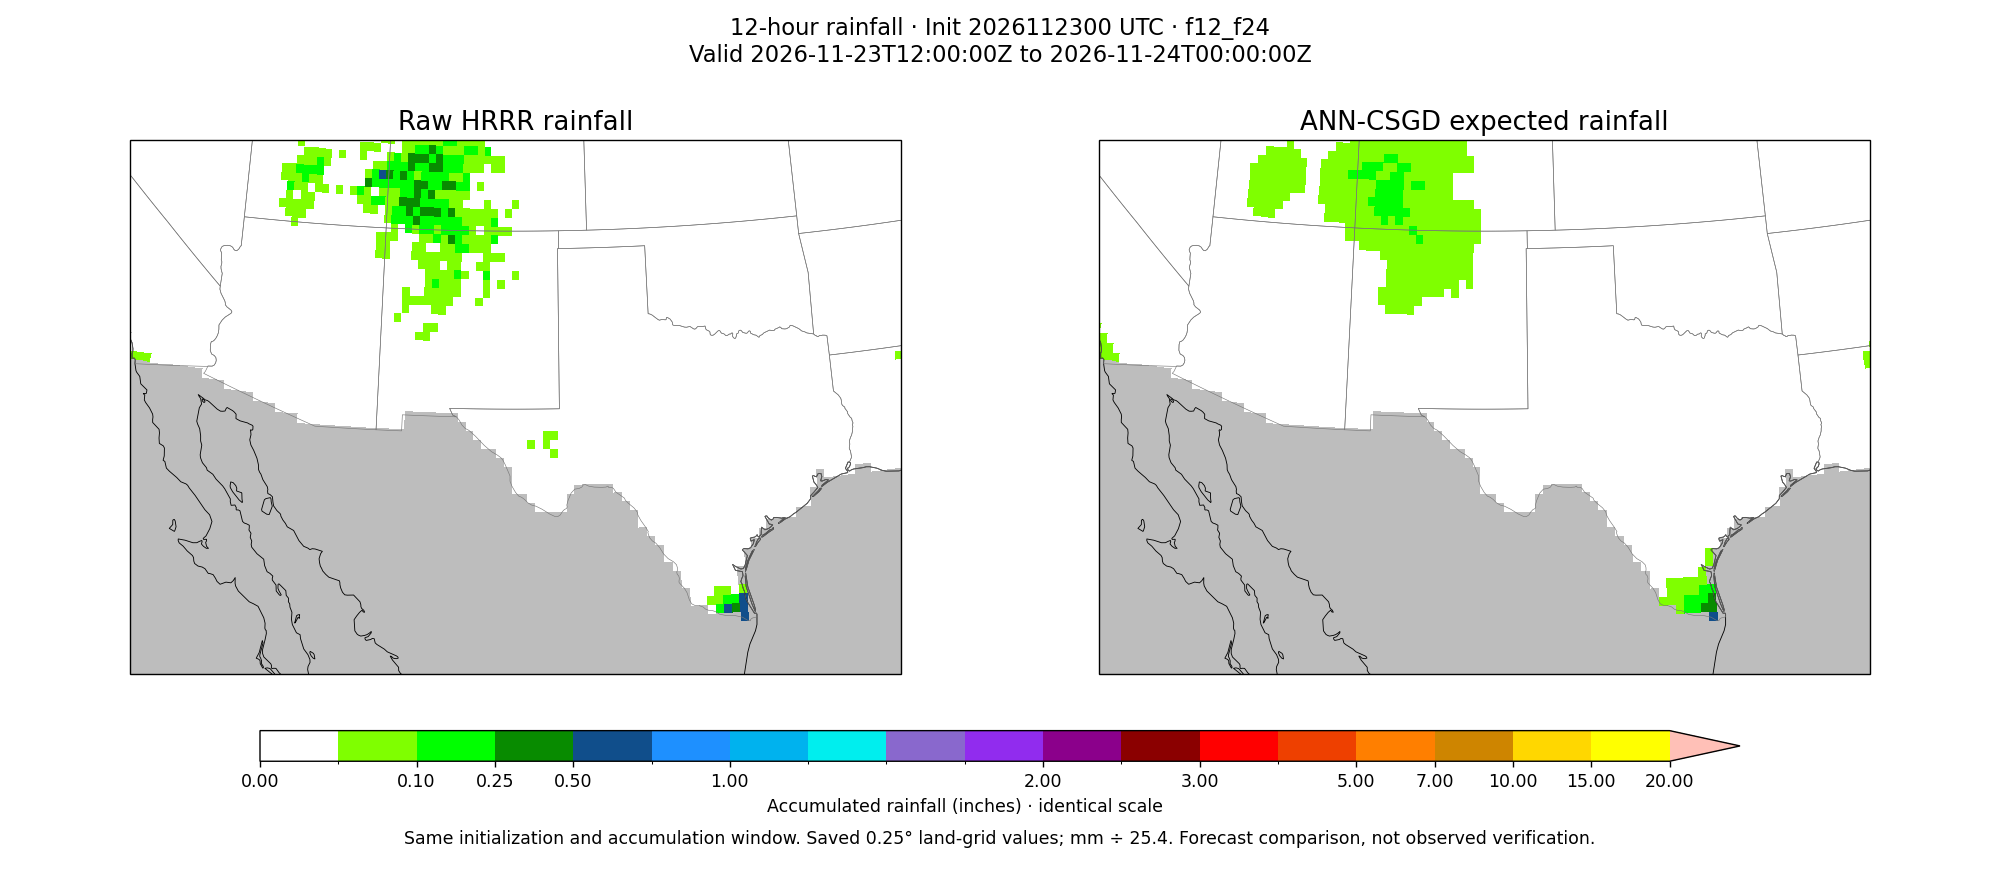 12-hour rainfall · Init 2026112300 UTC · f12_f24
Valid 2026-11-23T12:00:00Z to 2026-11-24T00:00:00Z
Raw HRRR rainfall
ANN-CSGD expected rainfall
0.00 0.10 0.25 0.50 1.00 2.00 3.00 5.00 7.00 10.00 15.00 20.00
Accumulated rainfall (inches) · identical scale
Same initialization and accumulation window. Saved 0.25° land-grid values; mm ÷ 25.4. Forecast comparison, not observed verification.